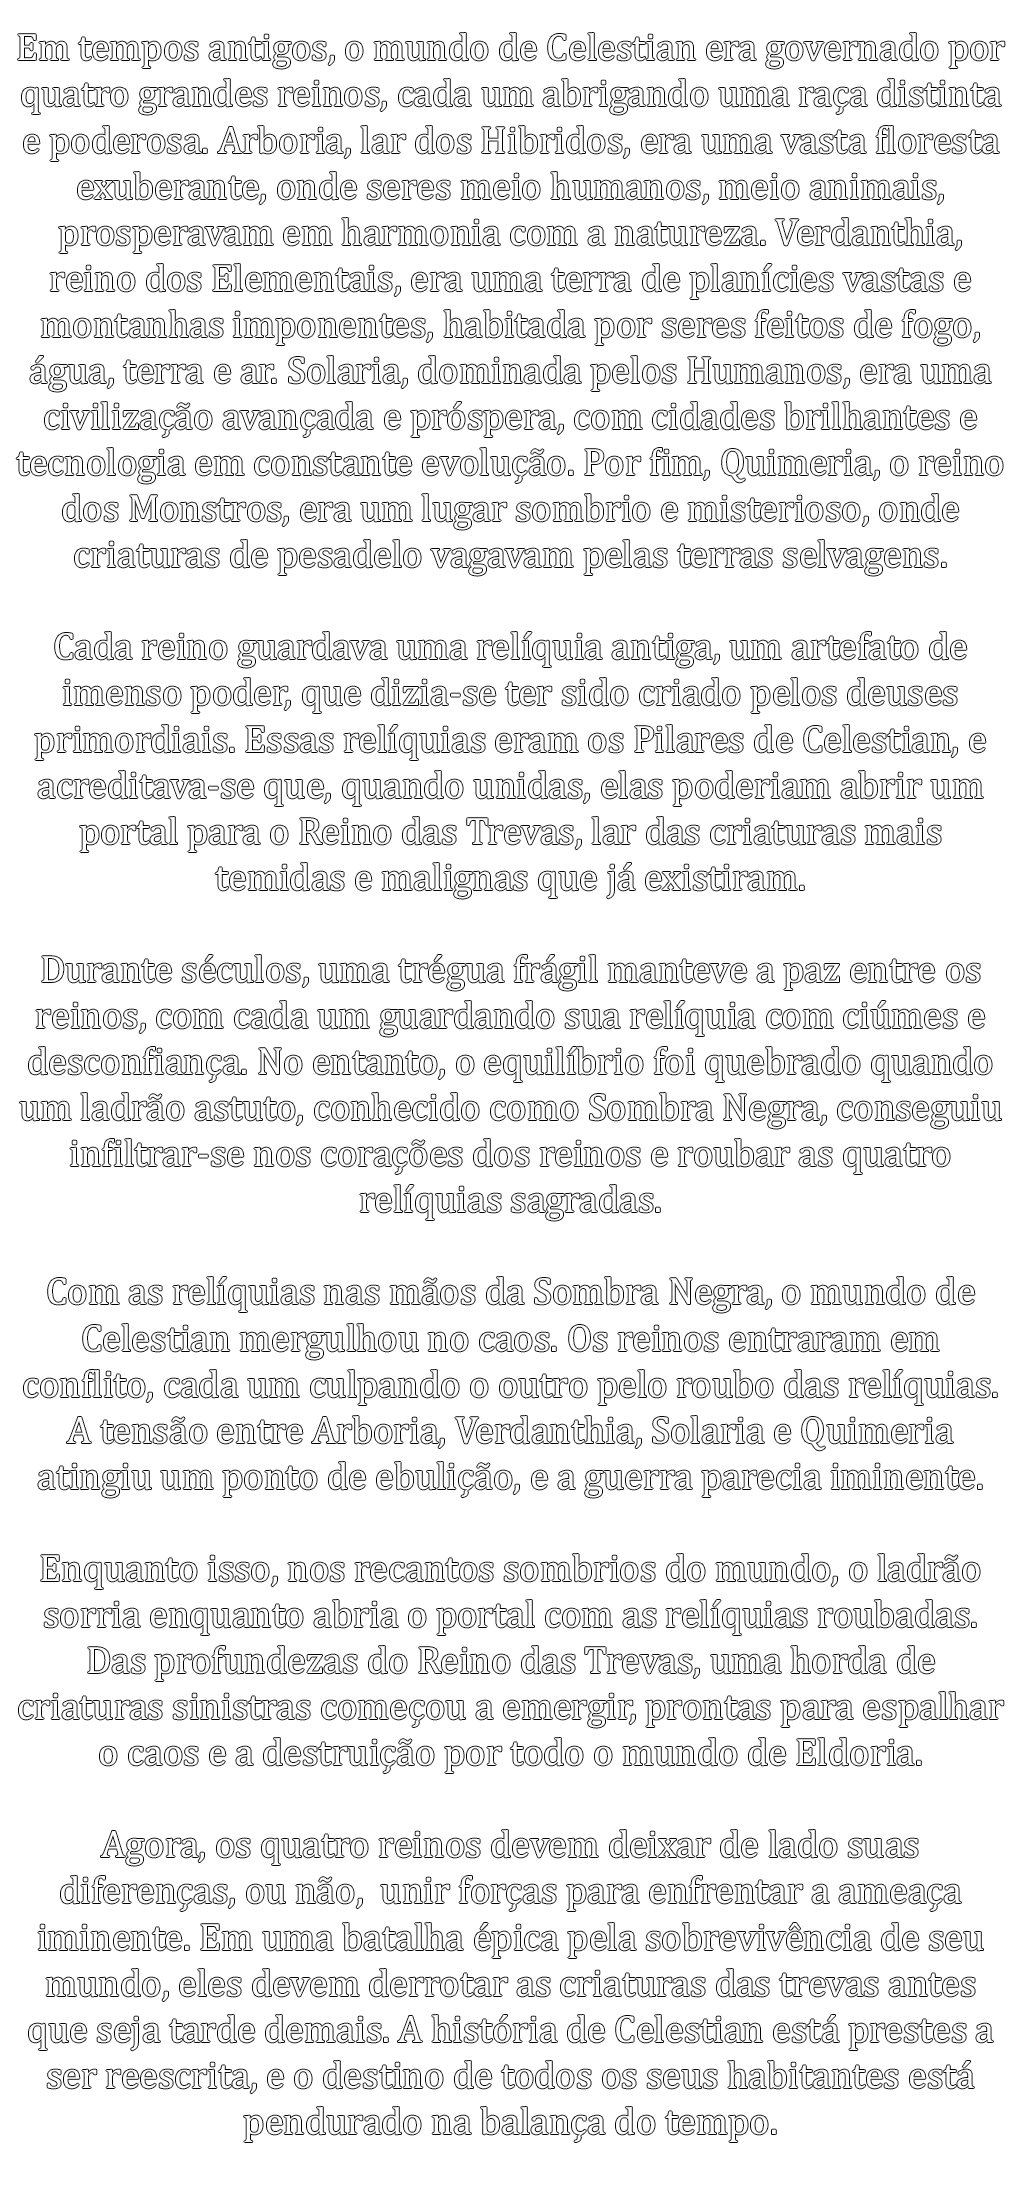 Em tempos antigos, o mundo de Celestian era governado por
quatro grandes reinos, cada um abrigando uma raça distinta
e poderosa. Arboria, lar dos Hibridos, era uma vasta floresta
exuberante, onde seres meio humanos, meio animais,
prosperavam em harmonia com a natureza. Verdanthia,
reino dos Elementais, era uma terra de planícies vastas e
montanhas imponentes, habitada por seres feitos de fogo,
água, terra e ar. Solaria, dominada pelos Humanos, era uma
civilização avançada e próspera, com cidades brilhantes e
tecnologia em constante evolução. Por fim, Quimeria, o reino
dos Monstros, era um lugar sombrio e misterioso, onde
criaturas de pesadelo vagavam pelas terras selvagens.

Cada reino guardava uma relíquia antiga, um artefato de
imenso poder, que dizia-se ter sido criado pelos deuses
primordiais. Essas relíquias eram os Pilares de Celestian, e
acreditava-se que, quando unidas, elas poderiam abrir um
portal para o Reino das Trevas, lar das criaturas mais
temidas e malignas que já existiram.

Durante séculos, uma trégua frágil manteve a paz entre os
reinos, com cada um guardando sua relíquia com ciúmes e
desconfiança. No entanto, o equilíbrio foi quebrado quando
um ladrão astuto, conhecido como Sombra Negra, conseguiu
infiltrar-se nos corações dos reinos e roubar as quatro
relíquias sagradas.

Com as relíquias nas mãos da Sombra Negra, o mundo de
Celestian mergulhou no caos. Os reinos entraram em
conflito, cada um culpando o outro pelo roubo das relíquias.
A tensão entre Arboria, Verdanthia, Solaria e Quimeria
atingiu um ponto de ebulição, e a guerra parecia iminente.

Enquanto isso, nos recantos sombrios do mundo, o ladrão
sorria enquanto abria o portal com as relíquias roubadas.
Das profundezas do Reino das Trevas, uma horda de
criaturas sinistras começou a emergir, prontas para espalhar
o caos e a destruição por todo o mundo de Eldoria.

Agora, os quatro reinos devem deixar de lado suas
diferenças, ou não,  unir forças para enfrentar a ameaça
iminente. Em uma batalha épica pela sobrevivência de seu
mundo, eles devem derrotar as criaturas das trevas antes
que seja tarde demais. A história de Celestian está prestes a
ser reescrita, e o destino de todos os seus habitantes está
pendurado na balança do tempo.